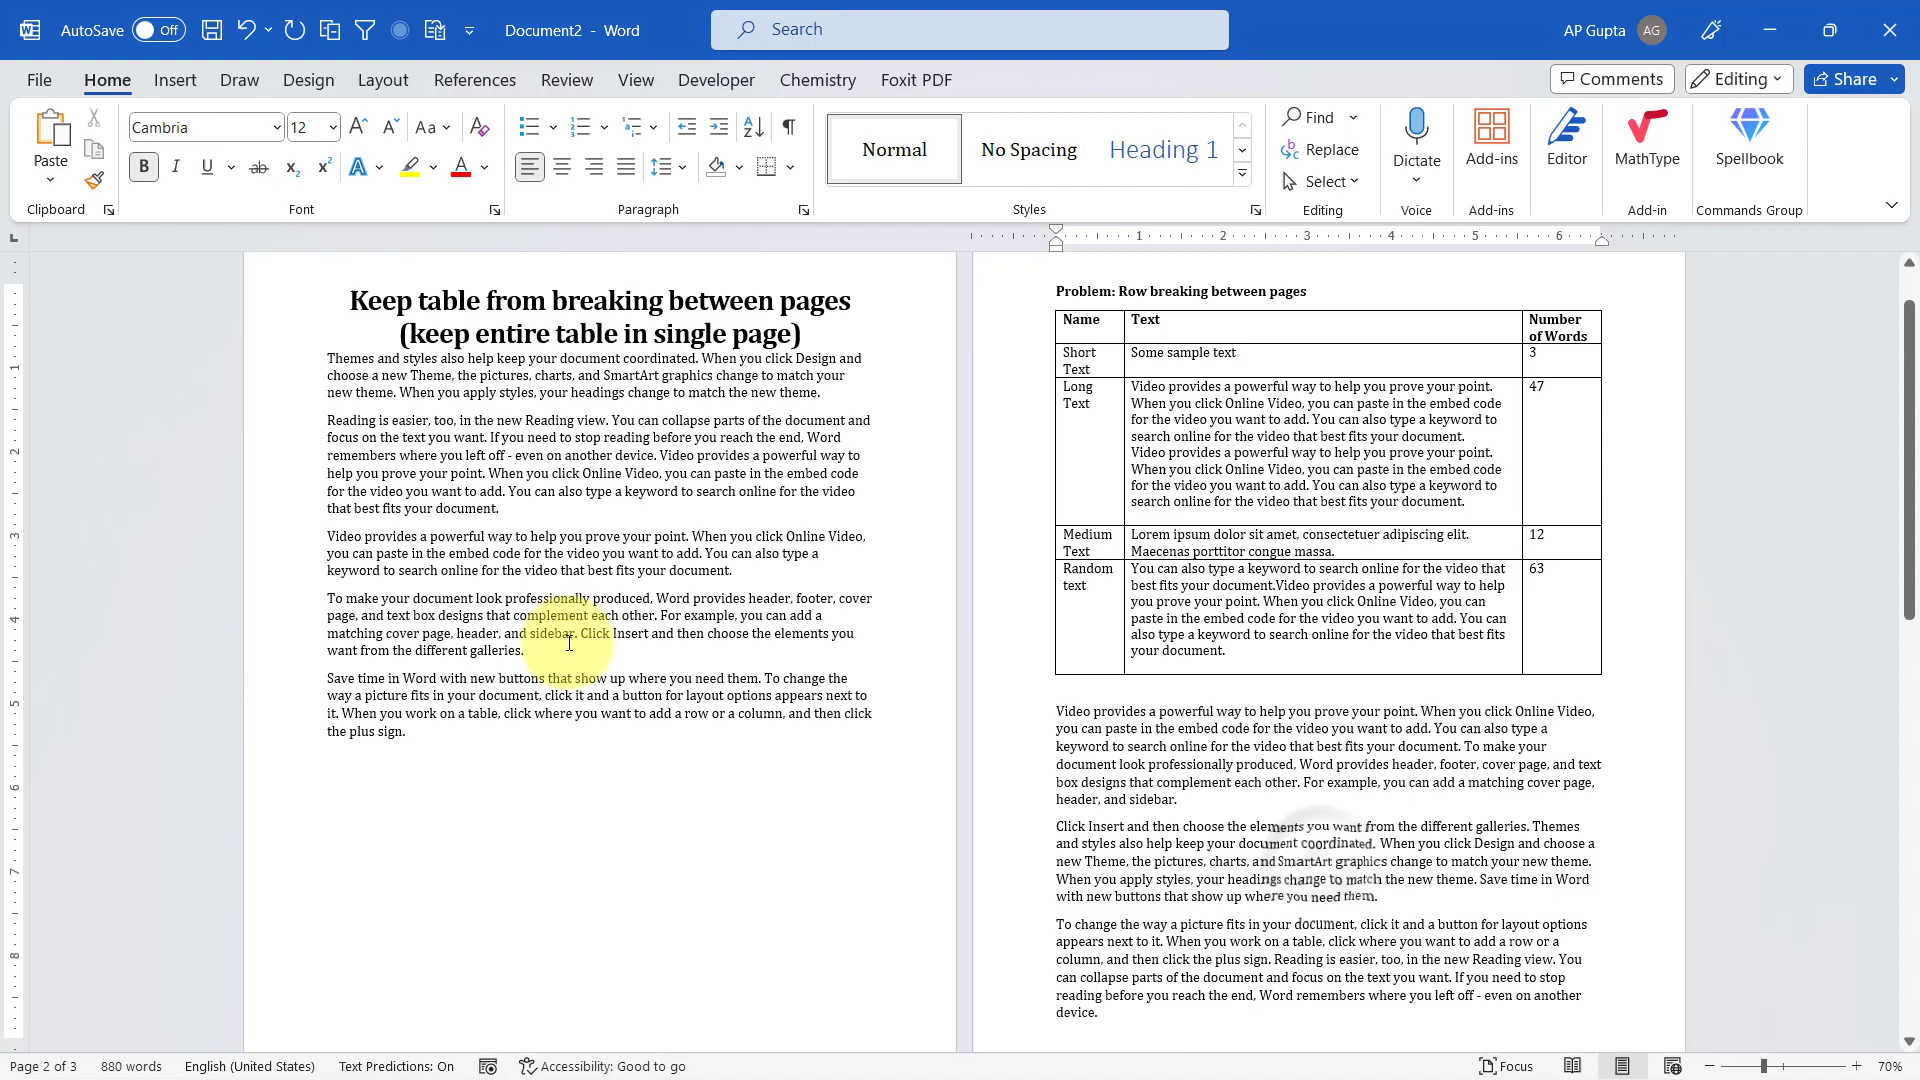 AutoSave Off Document2 - Word Search AP Gupta AG
File Home Insert Draw Design Layout References Review View Developer Chemistry Foxit PDF Comments Editing Share
Paste
Clipboard
Cambria 12
Font
Paragraph
Normal No Spacing Heading 1
Styles
Find
Replace
Select
Editing
Dictate
Voice
Add-ins
Add-ins
Editor
MathType
Add-in
Spellbook
Commands Group
1 2 3 4 5 6
Keep table from breaking between pages
(keep entire table in single page)
Themes and styles also help keep your document coordinated. When you click Design and
choose a new Theme, the pictures, charts, and SmartArt graphics change to match your
new theme. When you apply styles, your headings change to match the new theme.
Reading is easier, too, in the new Reading view. You can collapse parts of the document and
focus on the text you want. If you need to stop reading before you reach the end, Word
remembers where you left off - even on another device. Video provides a powerful way to
help you prove your point. When you click Online Video, you can paste in the embed code
for the video you want to add. You can also type a keyword to search online for the video
that best fits your document.
Video provides a powerful way to help you prove your point. When you click Online Video,
you can paste in the embed code for the video you want to add. You can also type a
keyword to search online for the video that best fits your document.
To make your document look professionally produced, Word provides header, footer, cover
page, and text box designs that complement each other. For example, you can add a
matching cover page, header, and sidebar. Click Insert and then choose the elements you
want from the different galleries.
Save time in Word with new buttons that show up where you need them. To change the
way a picture fits in your document, click it and a button for layout options appears next to
it. When you work on a table, click where you want to add a row or a column, and then click
the plus sign.
Problem: Row breaking between pages
Name Text Number
of Words
Short Some sample text 3
Text
Long Video provides a powerful way to help you prove your point. 47
Text When you click Online Video, you can paste in the embed code
for the video you want to add. You can also type a keyword to
search online for the video that best fits your document.
Video provides a powerful way to help you prove your point.
When you click Online Video, you can paste in the embed code
for the video you want to add. You can also type a keyword to
search online for the video that best fits your document.
Medium Lorem ipsum dolor sit amet, consectetuer adipiscing elit. 12
Text Maecenas porttitor congue massa.
Random You can also type a keyword to search online for the video that 63
text best fits your document.Video provides a powerful way to help
you prove your point. When you click Online Video, you can
paste in the embed code for the video you want to add. You can
also type a keyword to search online for the video that best fits
your document.
Video provides a powerful way to help you prove your point. When you click Online Video,
you can paste in the embed code for the video you want to add. You can also type a
keyword to search online for the video that best fits your document. To make your
document look professionally produced, Word provides header, footer, cover page, and text
box designs that complement each other. For example, you can add a matching cover page,
header, and sidebar.
Click Insert and then choose the elements you want from the different galleries. Themes
and styles also help keep your document coordinated. When you click Design and choose a
new Theme, the pictures, charts, and SmartArt graphics change to match your new theme.
When you apply styles, your headings change to match the new theme. Save time in Word
with new buttons that show up where you need them.
To change the way a picture fits in your document, click it and a button for layout options
appears next to it. When you work on a table, click where you want to add a row or a
column, and then click the plus sign. Reading is easier, too, in the new Reading view. You
can collapse parts of the document and focus on the text you want. If you need to stop
reading before you reach the end, Word remembers where you left off - even on another
device.
Page 2 of 3 880 words English (United States) Text Predictions: On Accessibility: Good to go Focus 70%